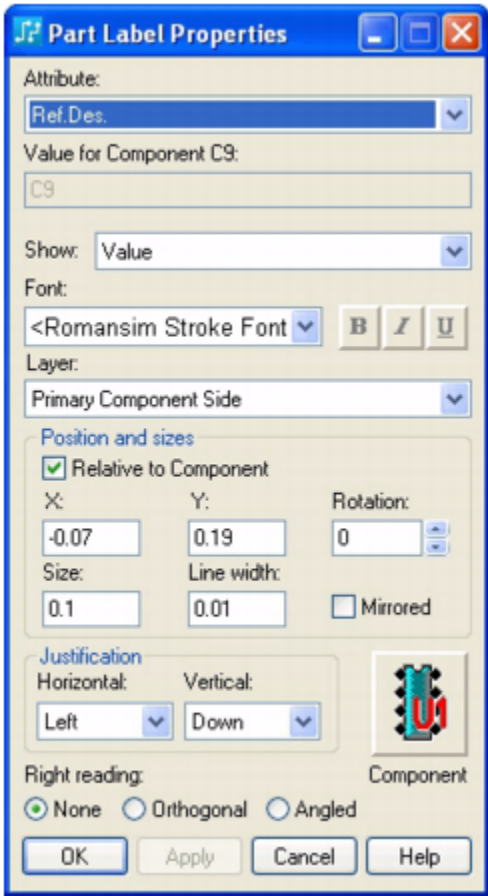 Part Label Properties
Attribute:
Ref.Des.
Value for Component C9:
C9
Show: Value
Font:
<Romansim Stroke Font B I U
Layer:
Primary Component Side
Position and sizes
Relative to Component
X: Y: Rotation:
-0.07 0.19 0
Size: Line width:
0.1 0.01 Mirrored
Justification
Horizontal: Vertical:
Left Down U1
Right reading: Component
None Orthogonal Angled
OK Apply Cancel Help